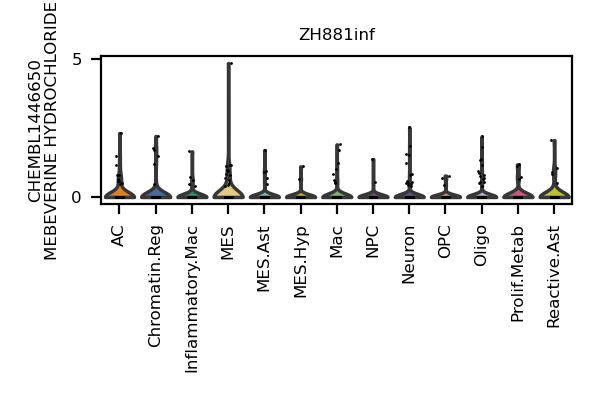 ZH881inf
CHEMBL1446650
MEBEVERINE HYDROCHLORIDE
5
0
AC
Chromatin.Reg
Inflammatory.Mac
MES
MES.Ast
MES.Hyp
Mac
NPC
Neuron
OPC
Oligo
Prolif.Metab
Reactive.Ast